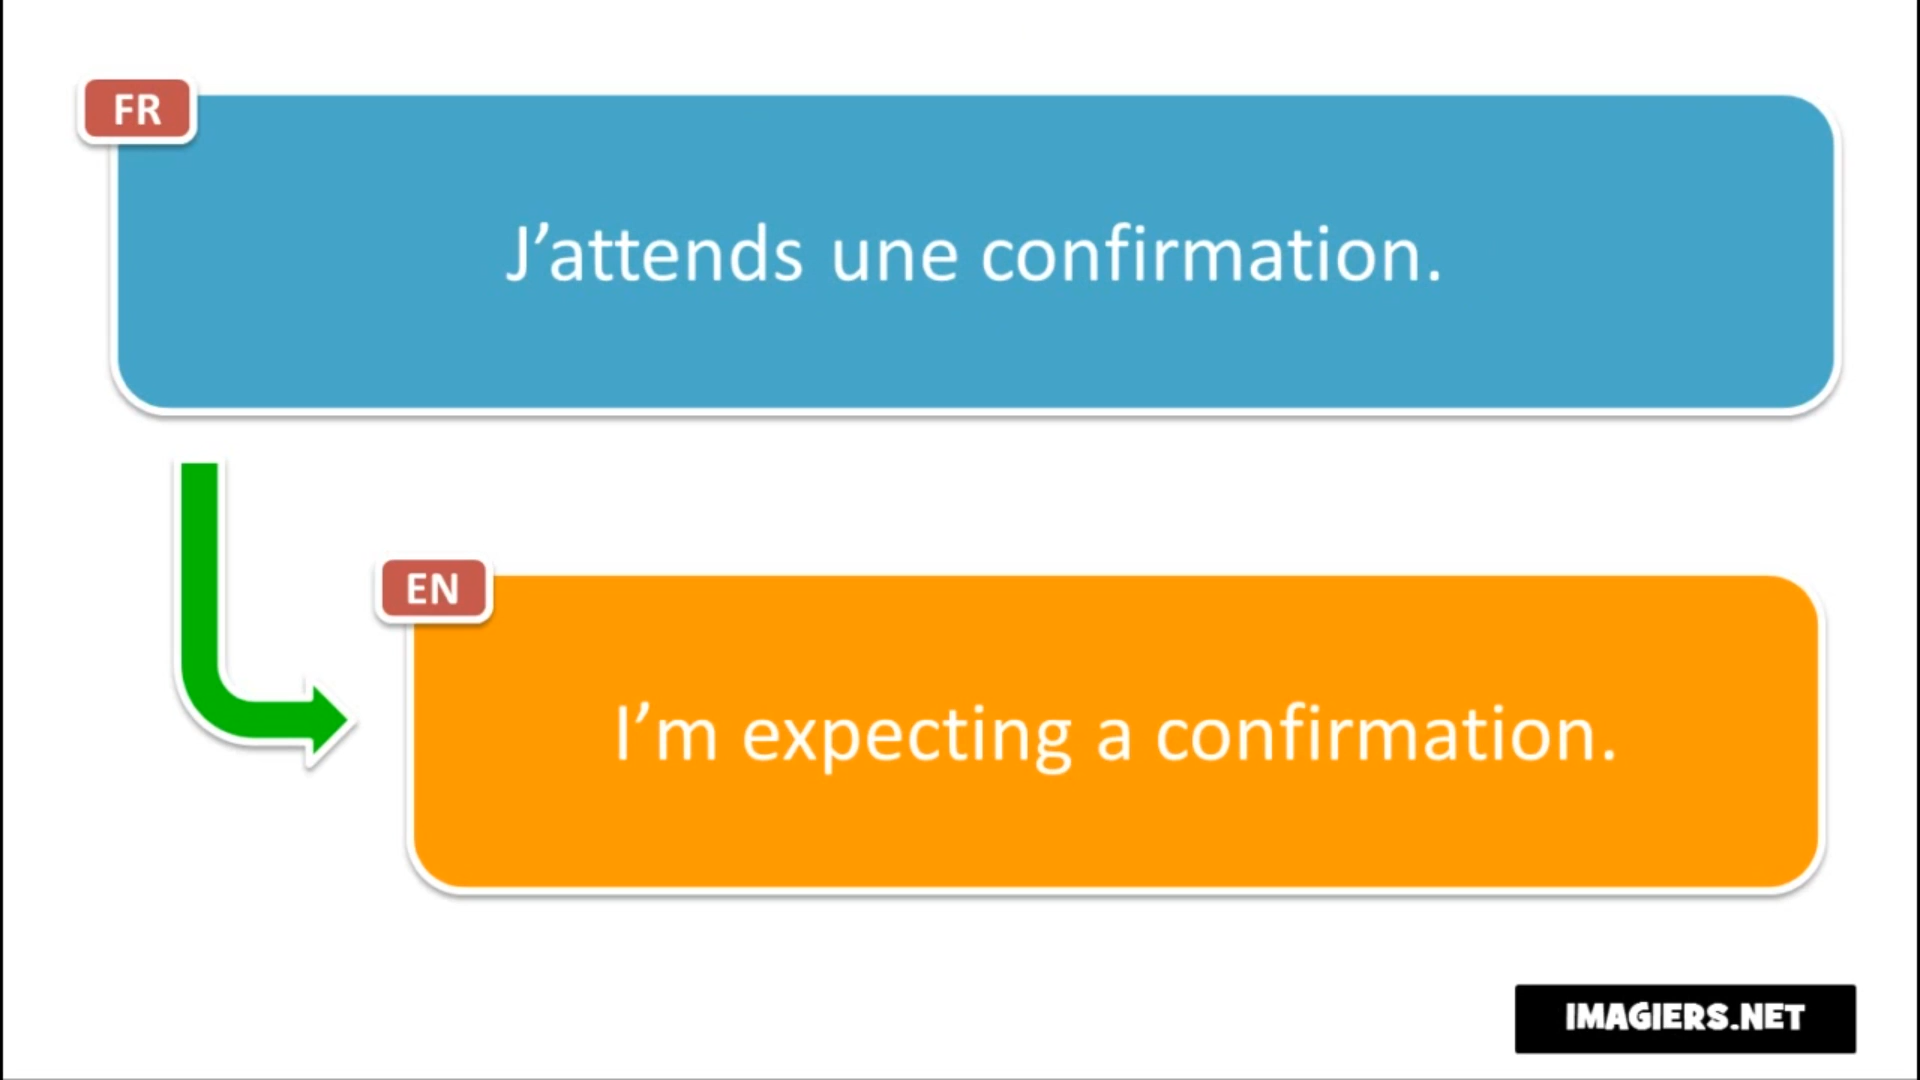 FR
J’attends une confirmation.
EN
I’m expecting a confirmation.
IMAGIERS.NET